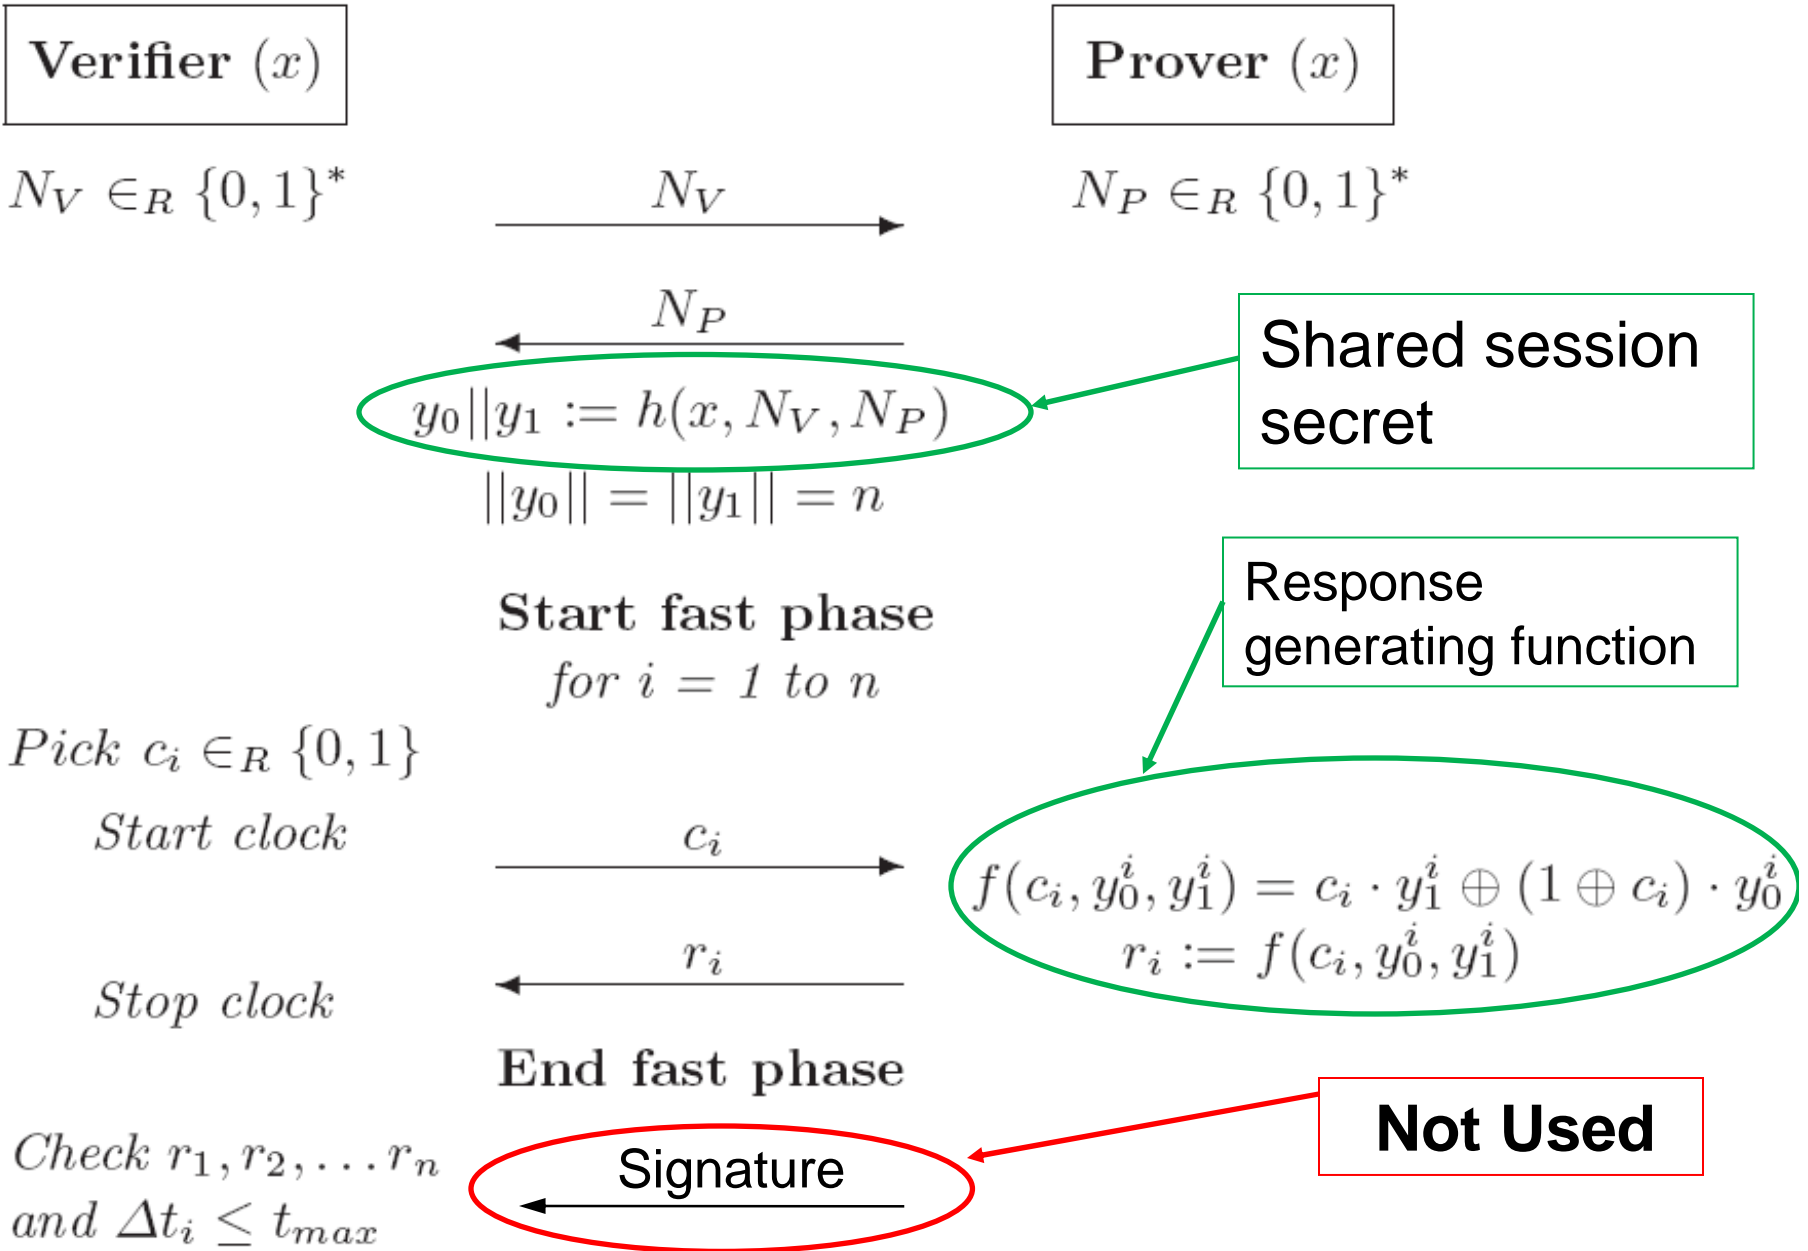 Verifier (x)
Prover (x)
N_V ∈_R {0, 1}*
N_V
N_P ∈_R {0, 1}*
N_P
Shared session
secret
y_0||y_1 := h(x, N_V, N_P)
||y_0|| = ||y_1|| = n
Response
generating function
Start fast phase
for i = 1 to n
Pick c_i ∈_R {0, 1}
Start clock
c_i
f(c_i, y_0^i, y_1^i) = c_i · y_1^i ⊕ (1 ⊕ c_i) · y_0^i
r_i := f(c_i, y_0^i, y_1^i)
r_i
Stop clock
End fast phase
Not Used
Check r_1, r_2, . . . r_n
and Δt_i ≤ t_max
Signature